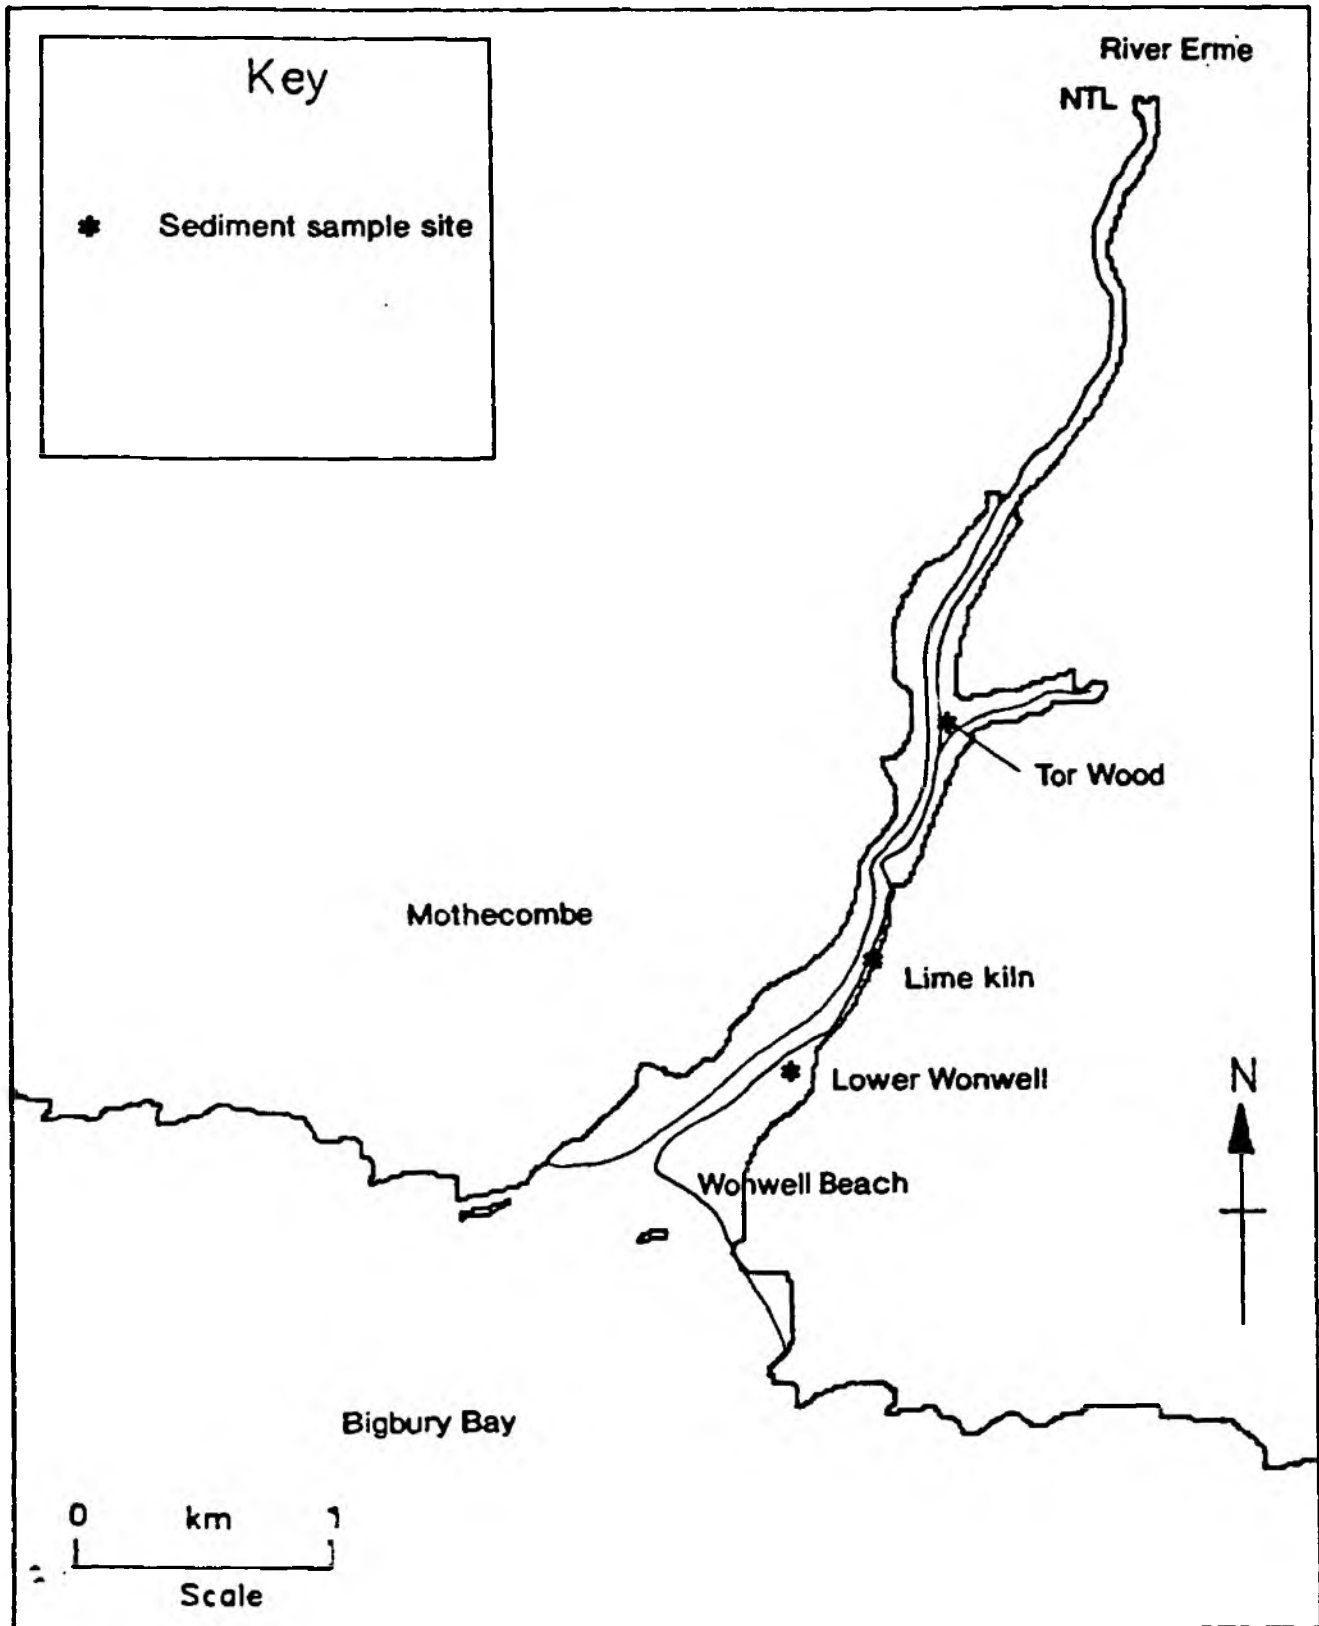 River Erme
Key
NTL
* Sediment sample site
Tor Wood
Mothecombe
Lime kiln
Lower Wonwell
N
Wonwell Beach
Bigbury Bay
0 km 1
Scale